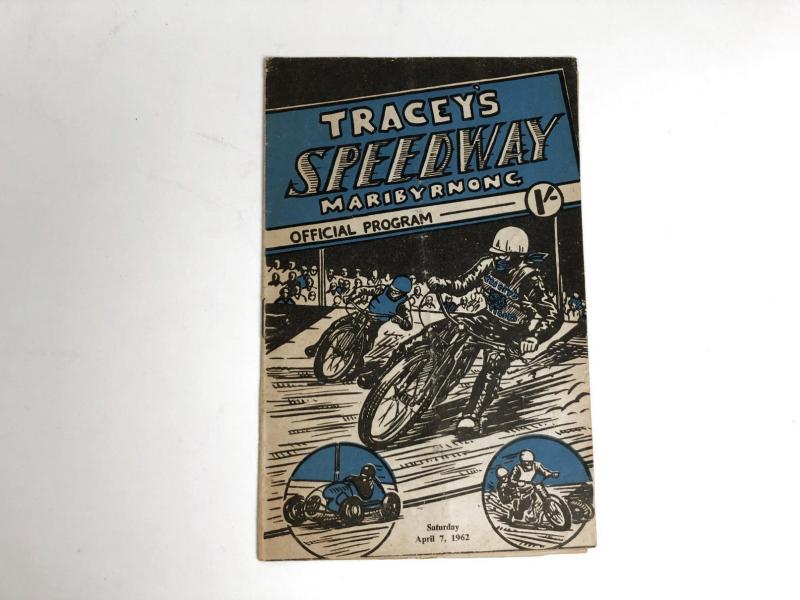 TRACEY'S
SPEEDWAY
MARIBYRNONG
OFFICIAL PROGRAM
1/-
Saturday
April 7, 1962